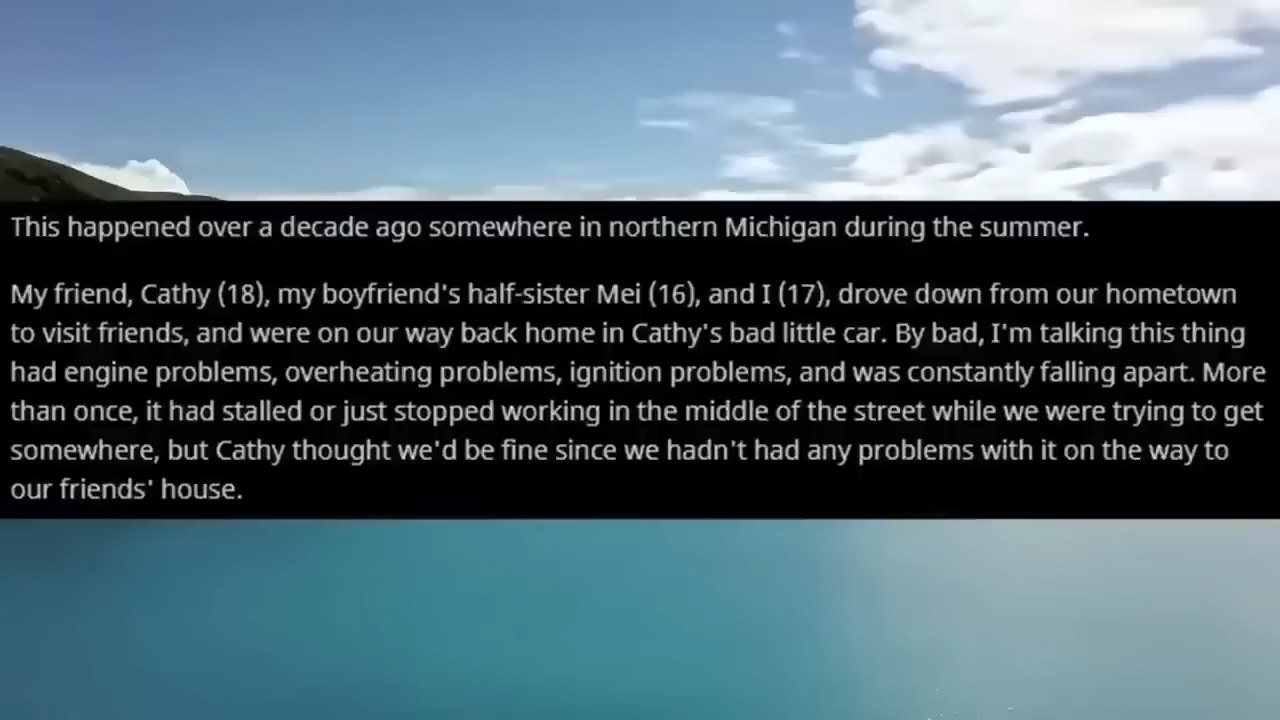 This happened over a decade ago somewhere in northern Michigan during the summer.
My friend, Cathy (18), my boyfriend's half-sister Mei (16), and I (17), drove down from our hometown
to visit friends, and were on our way back home in Cathy's bad little car. By bad, I'm talking this thing
had engine problems, overheating problems, ignition problems, and was constantly falling apart. More
than once, it had stalled or just stopped working in the middle of the street while we were trying to get
somewhere, but Cathy thought we'd be fine since we hadn't had any problems with it on the way to
our friends' house.